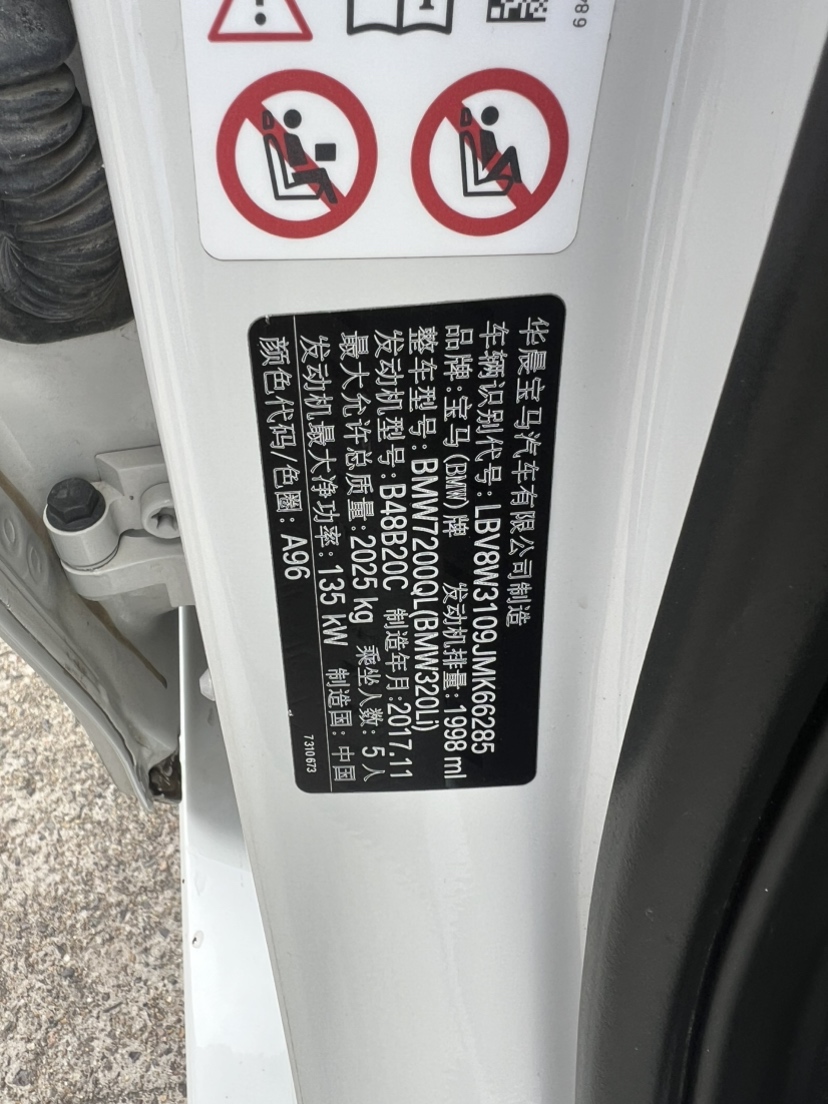 684
华晨宝马汽车有限公司制造
车辆识别代号: LBV8W3109JMK66285
品牌:宝马(BMW)牌 发动机排量: 1998 ml
整车型号: BMW7200QL(BMW320Li)
发动机型号: B48B20C 制造年月:2017.11
最大允许总质量:2025 kg 乘坐人数: 5人
发动机最大净功率: 135 kW 制造国: 中国
颜色代码/色圈: A96
7310673